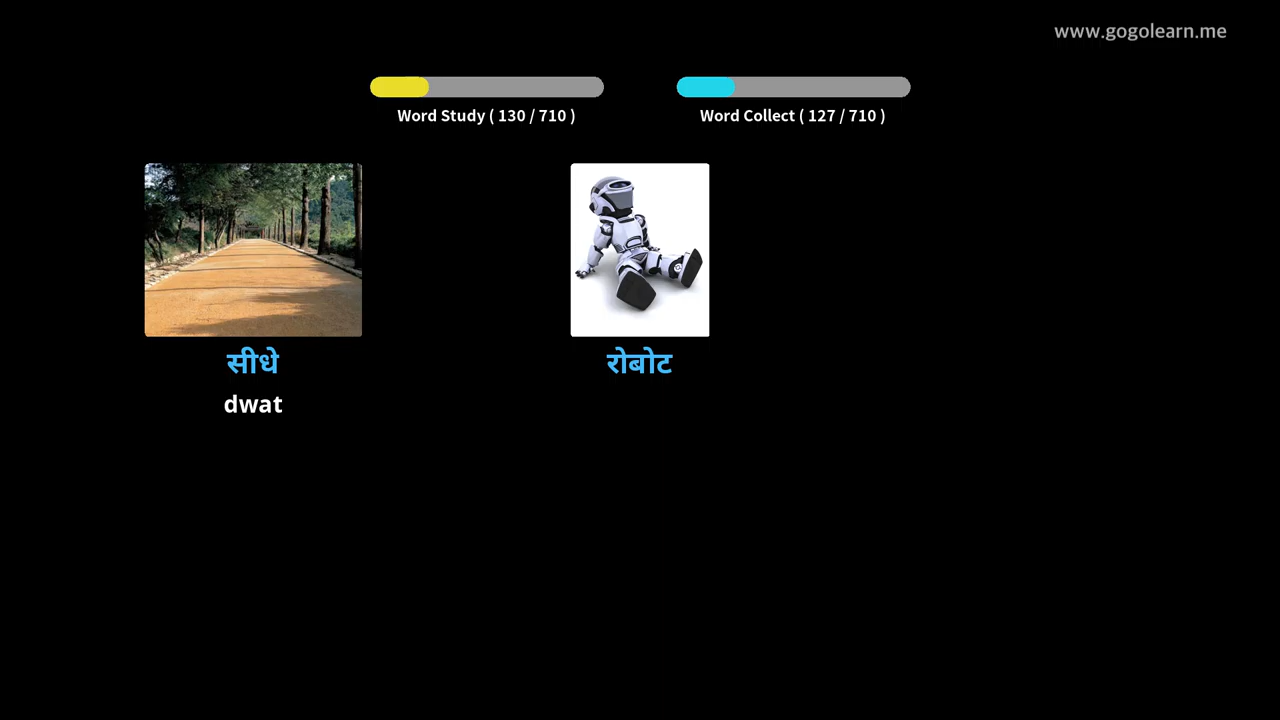 www.gogolearn.me
Word Study ( 130 / 710 )
Word Collect ( 127 / 710 )
सीधे
रोबोट
dwat